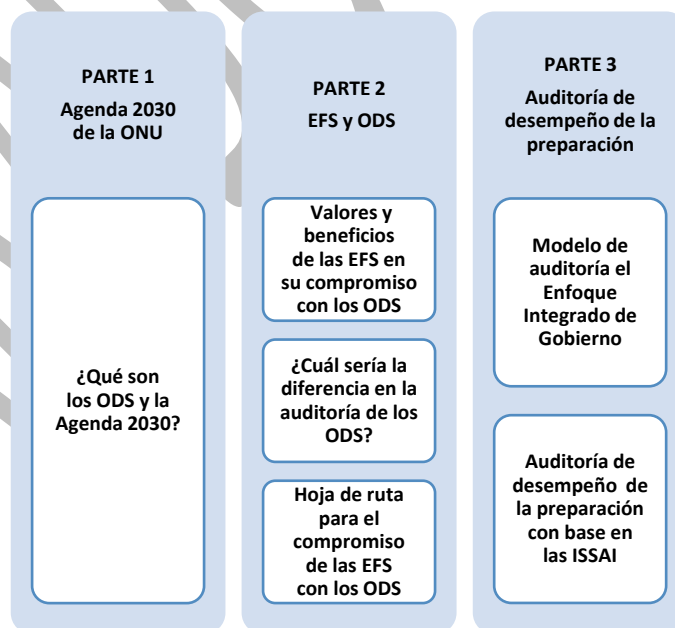 PARTE 1
Agenda 2030
de la ONU
¿Qué son
los ODS y la
Agenda 2030?
PARTE 2
EFS y ODS
Valores y
beneficios
de las EFS en
su compromiso
con los ODS
¿Cuál sería la
diferencia en la
auditoría de los
ODS?
Hoja de ruta
para el
compromiso
de las EFS
con los ODS
PARTE 3
Auditoría de
desempeño de la
preparación
Modelo de
auditoría el
Enfoque
Integrado de
Gobierno
Auditoría de
desempeño de
la preparación
con base en
las ISSAI